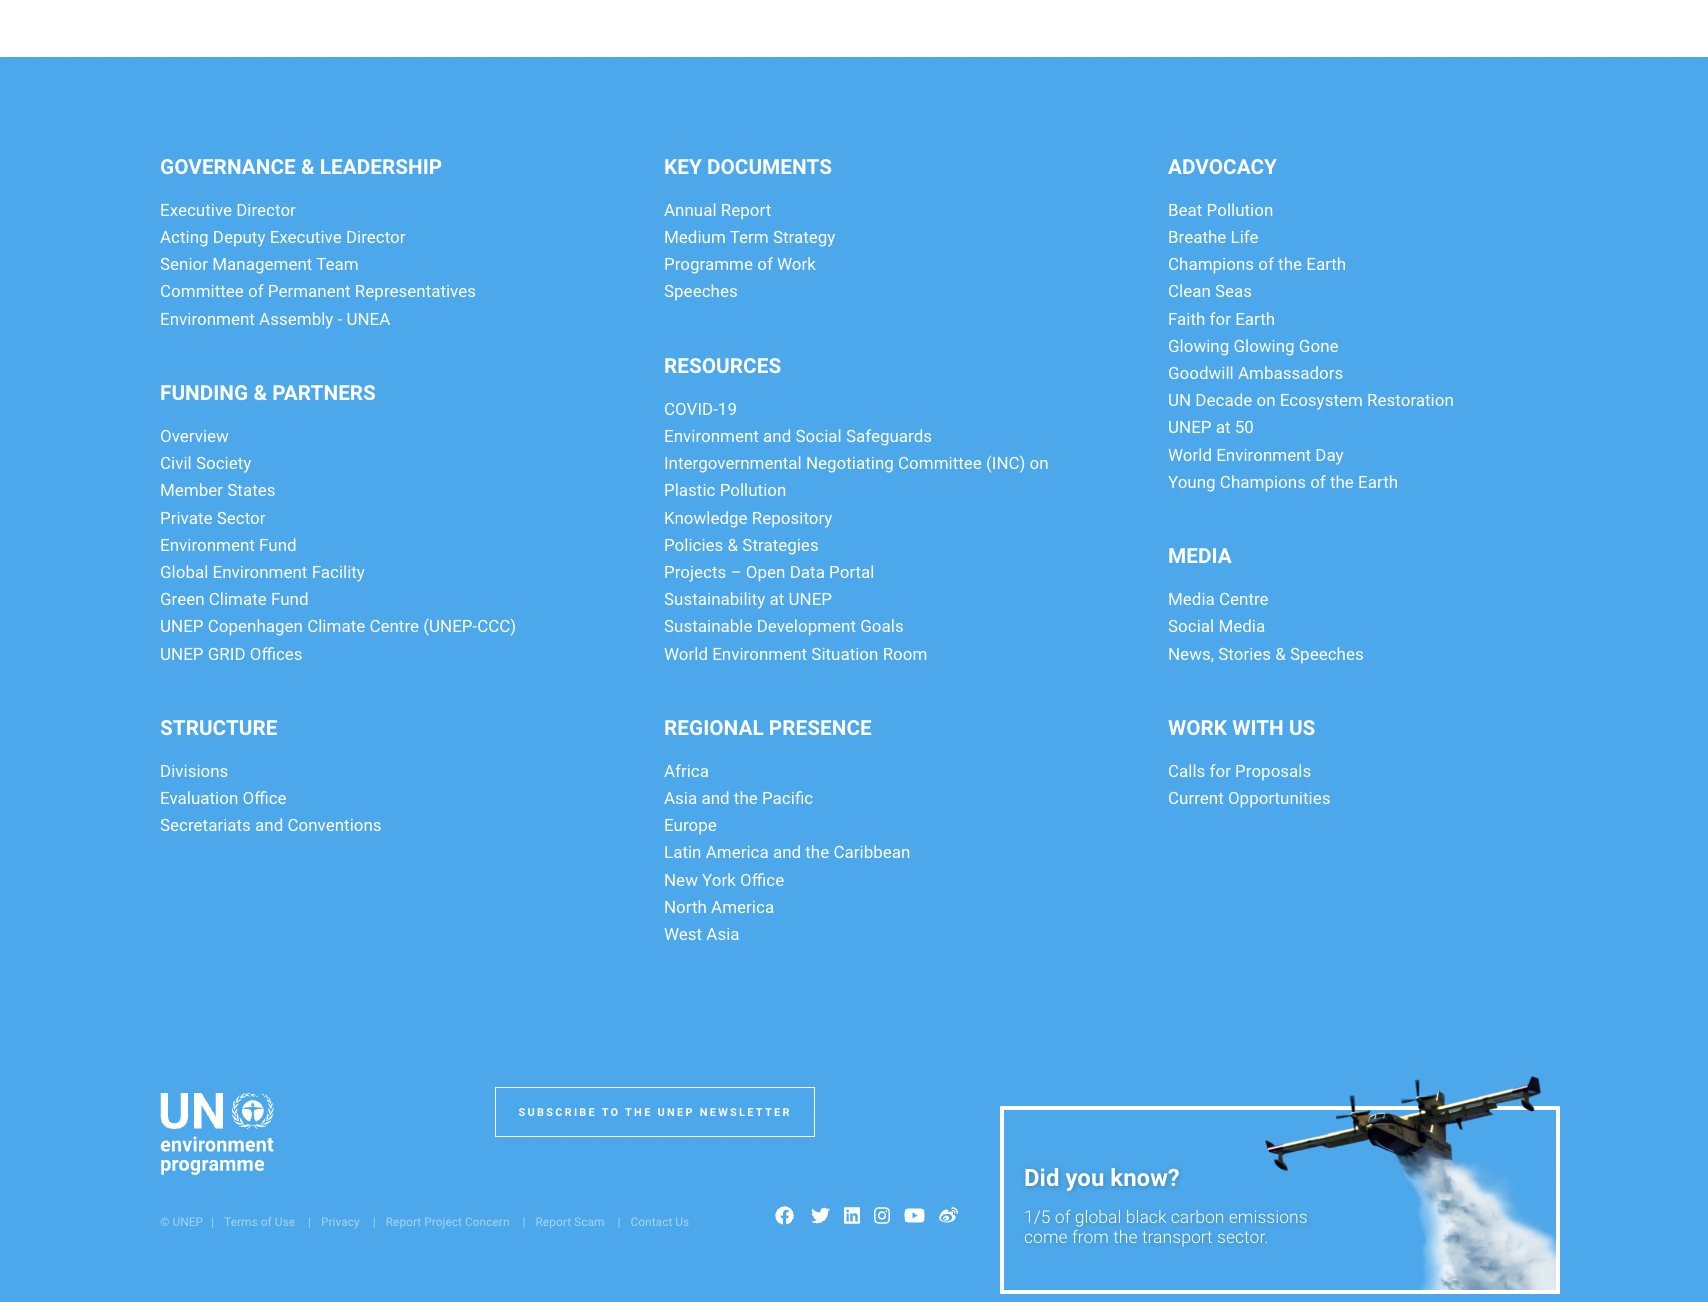 GOVERNANCE & LEADERSHIP
Executive Director
Acting Deputy Executive Director
Senior Management Team
Committee of Permanent Representatives
Environment Assembly - UNEA
FUNDING & PARTNERS
Overview
Civil Society
Member States
Private Sector
Environment Fund
Global Environment Facility
Green Climate Fund
UNEP Copenhagen Climate Centre (UNEP-CCC)
UNEP GRID Offices
STRUCTURE
Divisions
Evaluation Office
Secretariats and Conventions
KEY DOCUMENTS
Annual Report
Medium Term Strategy
Programme of Work
Speeches
RESOURCES
COVID-19
Environment and Social Safeguards
Intergovernmental Negotiating Committee (INC) on
Plastic Pollution
Knowledge Repository
Policies & Strategies
Projects – Open Data Portal
Sustainability at UNEP
Sustainable Development Goals
World Environment Situation Room
REGIONAL PRESENCE
Africa
Asia and the Pacific
Europe
Latin America and the Caribbean
New York Office
North America
West Asia
ADVOCACY
Beat Pollution
Breathe Life
Champions of the Earth
Clean Seas
Faith for Earth
Glowing Glowing Gone
Goodwill Ambassadors
UN Decade on Ecosystem Restoration
UNEP at 50
World Environment Day
Young Champions of the Earth
MEDIA
Media Centre
Social Media
News, Stories & Speeches
WORK WITH US
Calls for Proposals
Current Opportunities
UN
environment
programme
SUBSCRIBE TO THE UNEP NEWSLETTER
© UNEP | Terms of Use | Privacy | Report Project Concern | Report Scam | Contact Us
Did you know?
1/5 of global black carbon emissions
come from the transport sector.